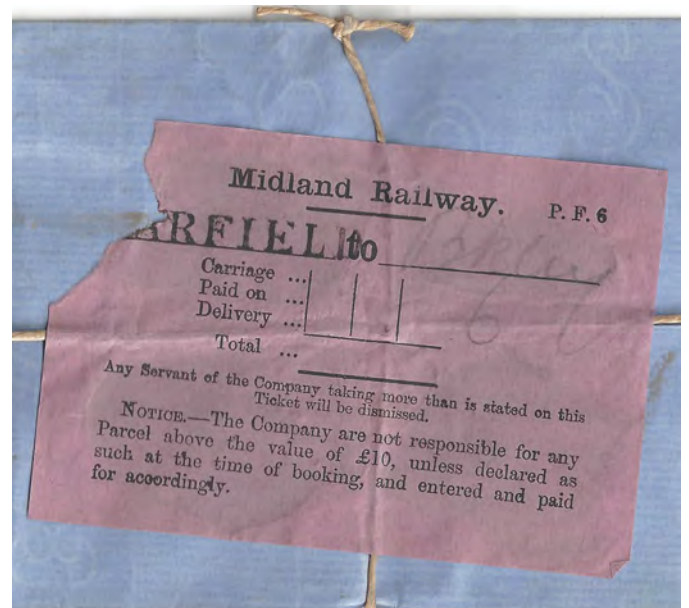 Midland Railway. P. F. 6
ARFIEL to
Carriage ...
Paid on ...
Delivery ...
Total ...
Any Servant of the Company taking more than is stated on this
Ticket will be dismissed.
NOTICE.—The Company are not responsible for any
Parcel above the value of £10, unless declared as
such at the time of booking, and entered and paid
for accordingly.